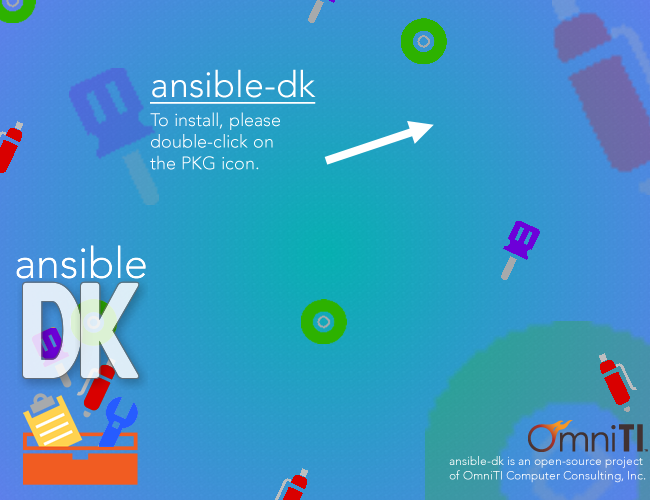 ansible-dk
To install, please
double-click on
the PKG icon.
ansible
DK
OmniTI.
ansible-dk is an open-source project
of OmniTI Computer Consulting, Inc.